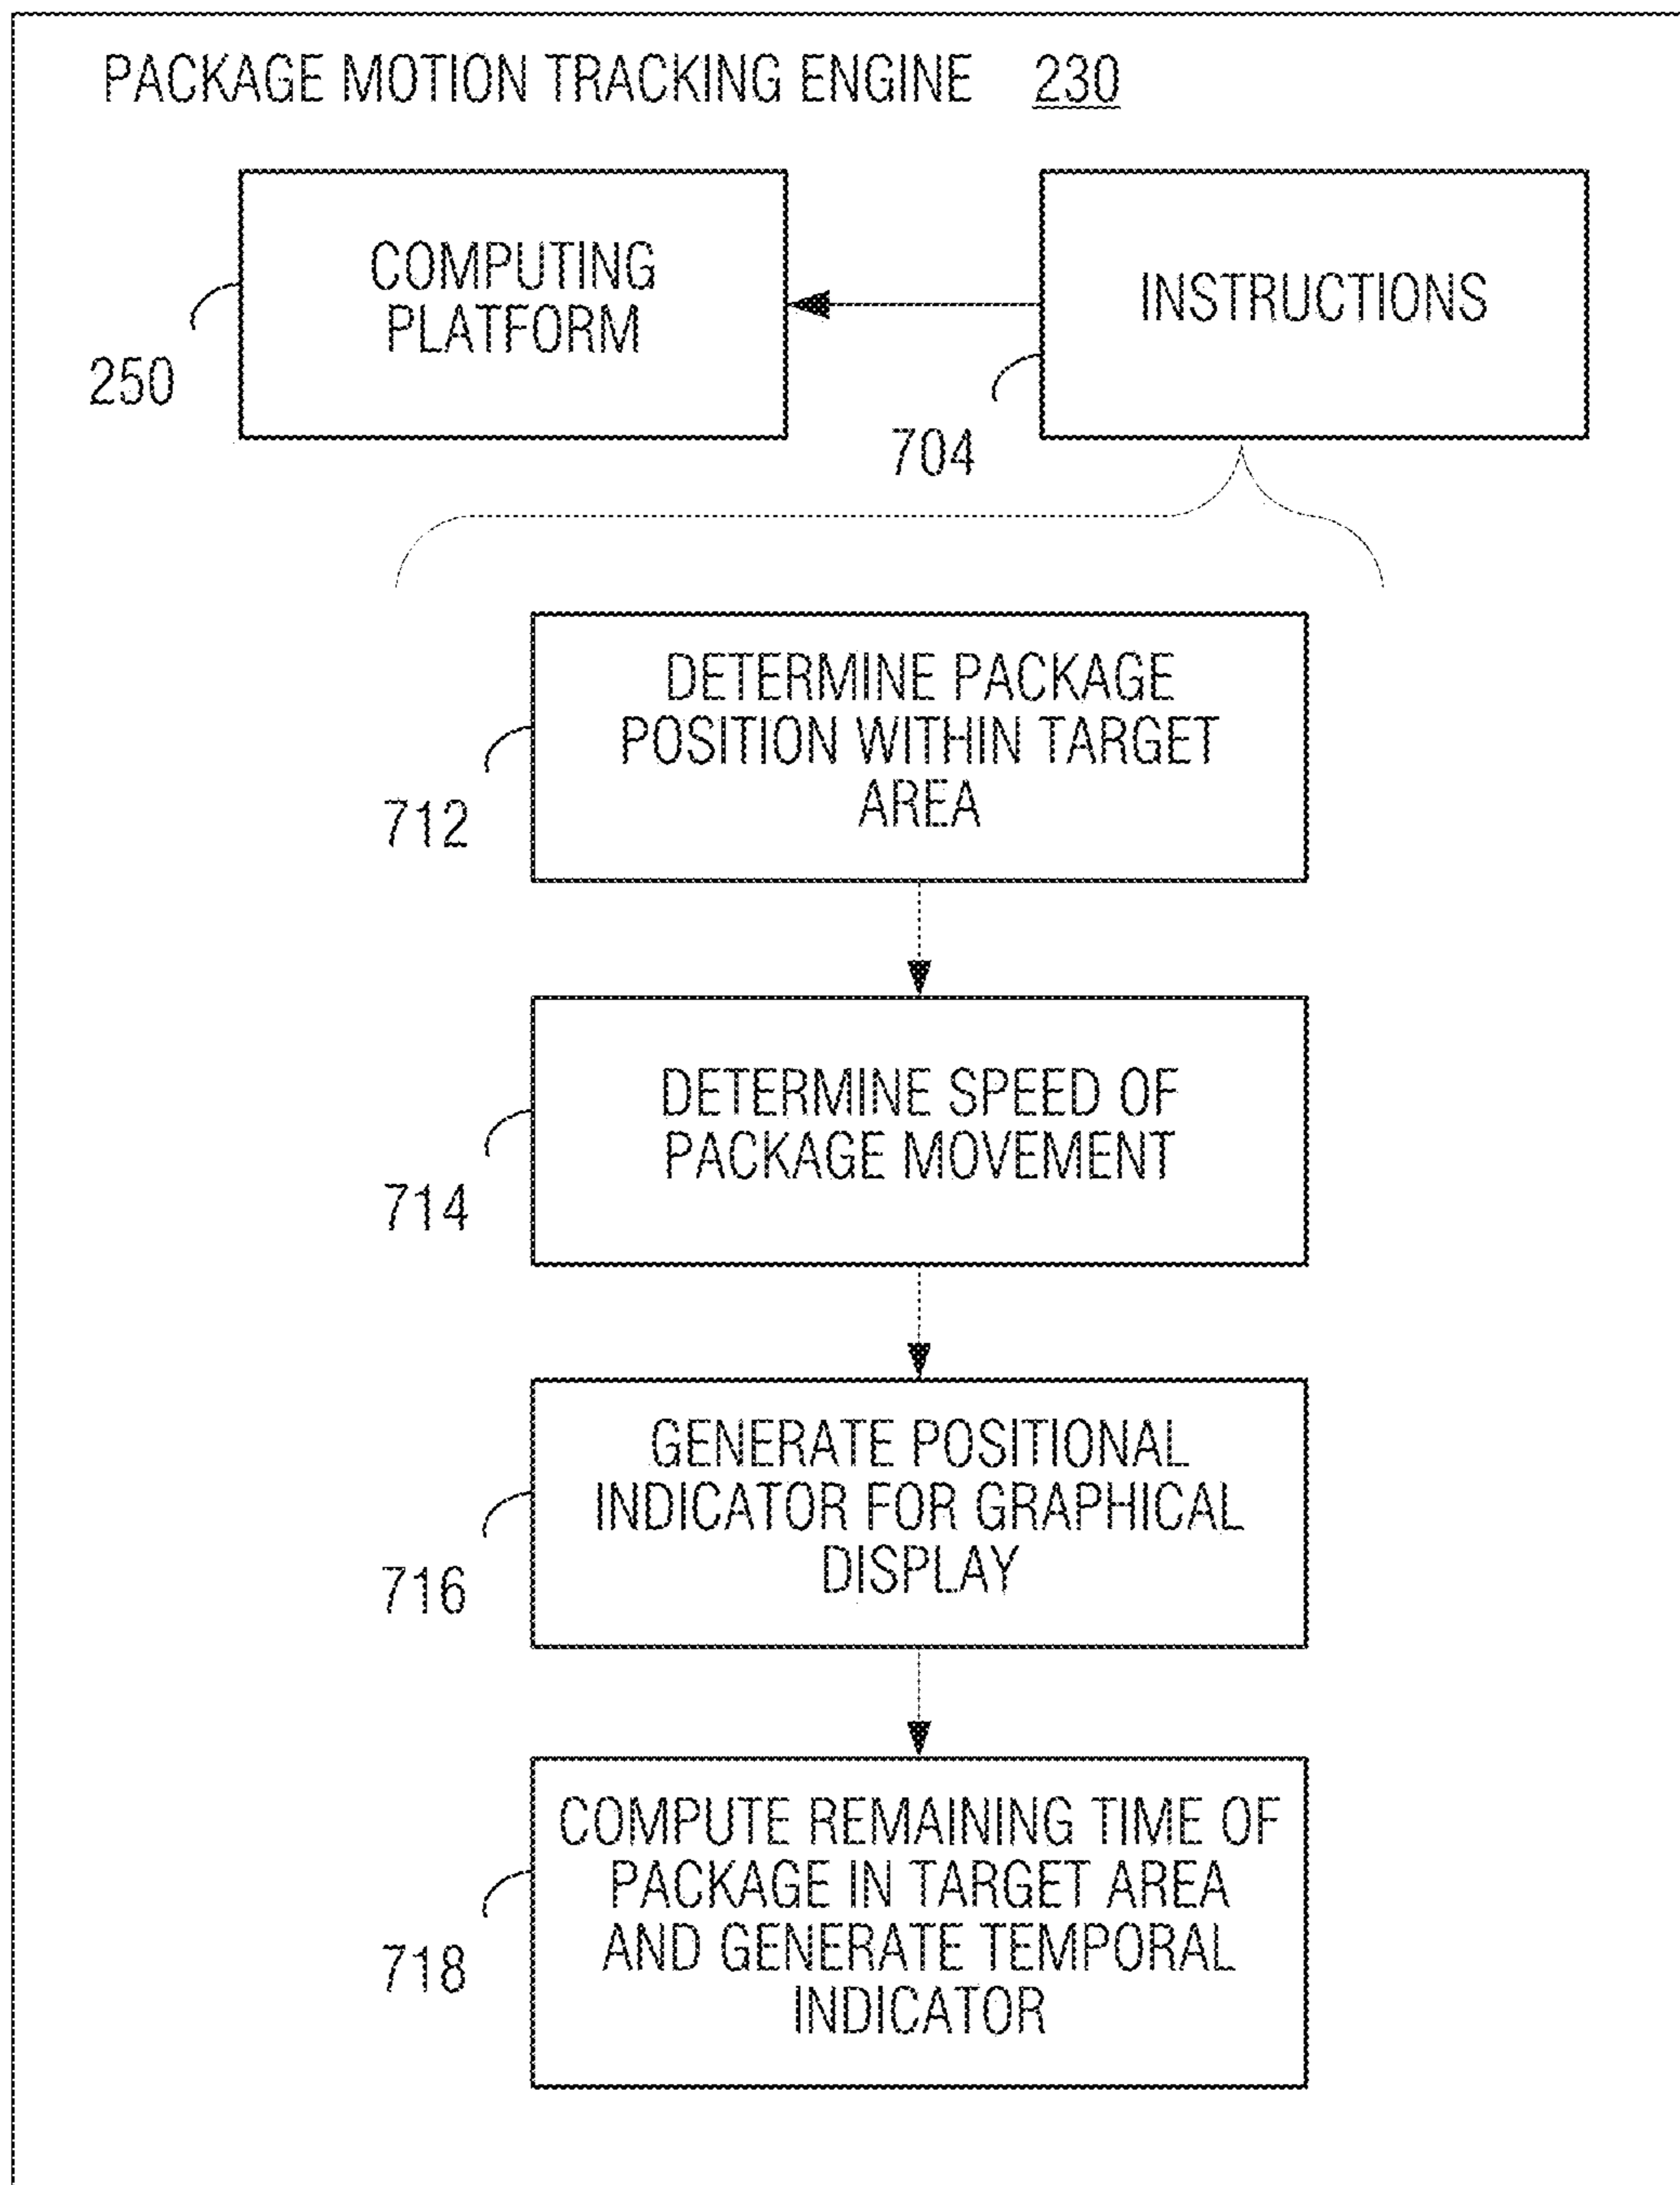 PACKAGE MOTION TRACKING ENGINE 230
COMPUTING
PLATFORM
250
INSTRUCTIONS
704
DETERMINE PACKAGE
POSITION WITHIN TARGET
AREA
712
DETERMINE SPEED OF
PACKAGE MOVEMENT
714
GENERATE POSITIONAL
INDICATOR FOR GRAPHICAL
DISPLAY
716
COMPUTE REMAINING TIME OF
PACKAGE IN TARGET AREA
AND GENERATE TEMPORAL
INDICATOR
718